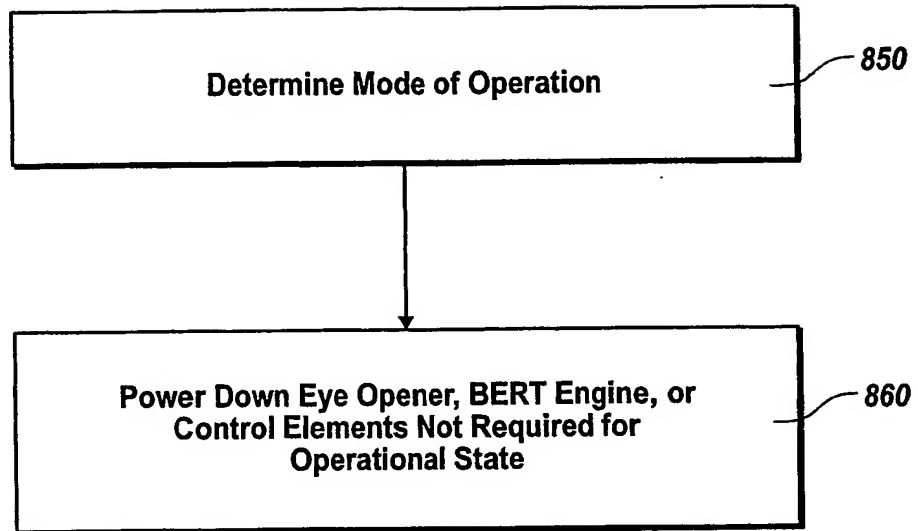 Determine Mode of Operation
850
Power Down Eye Opener, BERT Engine, or
Control Elements Not Required for
Operational State
860